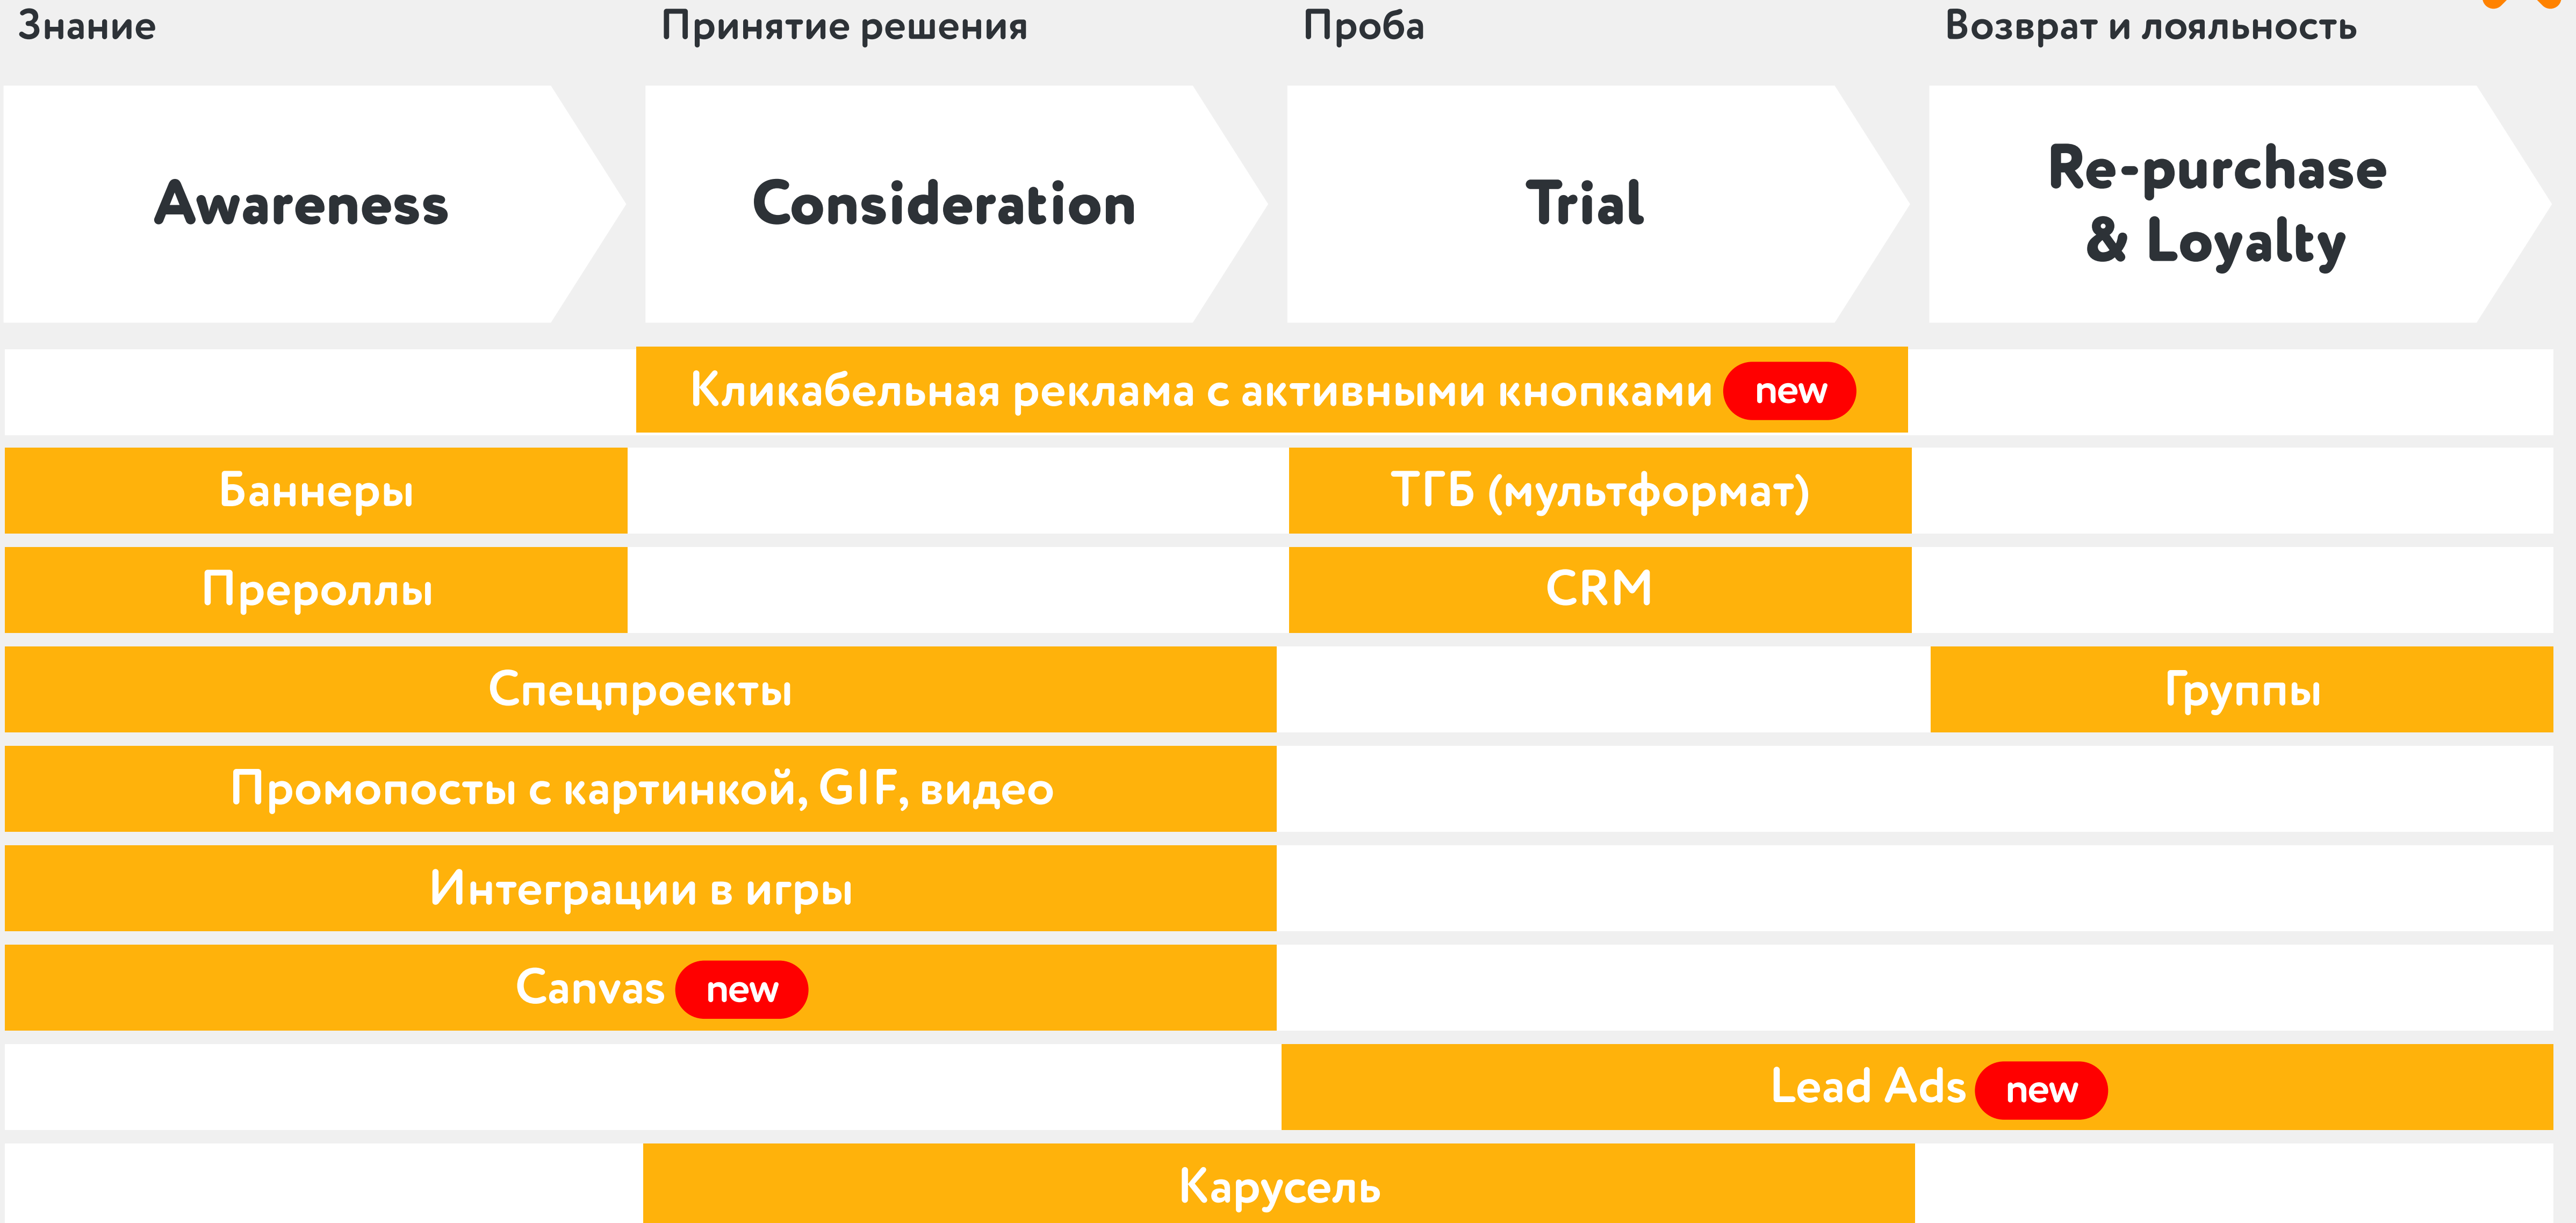 Знание
Принятие решения
Проба
Возврат и лояльность
Awareness
Consideration
Trial
Re-purchase
& Loyalty
Кликабельная реклама с активными кнопками new
Баннеры
ТГБ (мультформат)
Прероллы
CRM
Спецпроекты
Группы
Промопосты с картинкой, GIF, видео
Интеграции в игры
Canvas new
Lead Ads new
Карусель